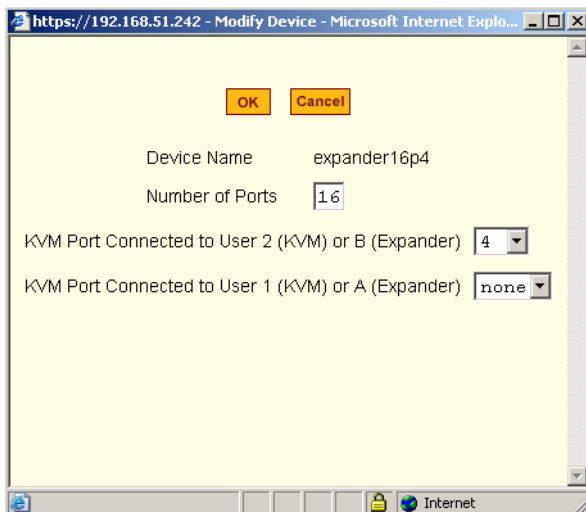 https://192.168.51.242 - Modify Device - Microsoft Internet Explo...
OK Cancel
Device Name expander16p4
Number of Ports 16
KVM Port Connected to User 2 (KVM) or B (Expander) 4
KVM Port Connected to User 1 (KVM) or A (Expander) none
Internet